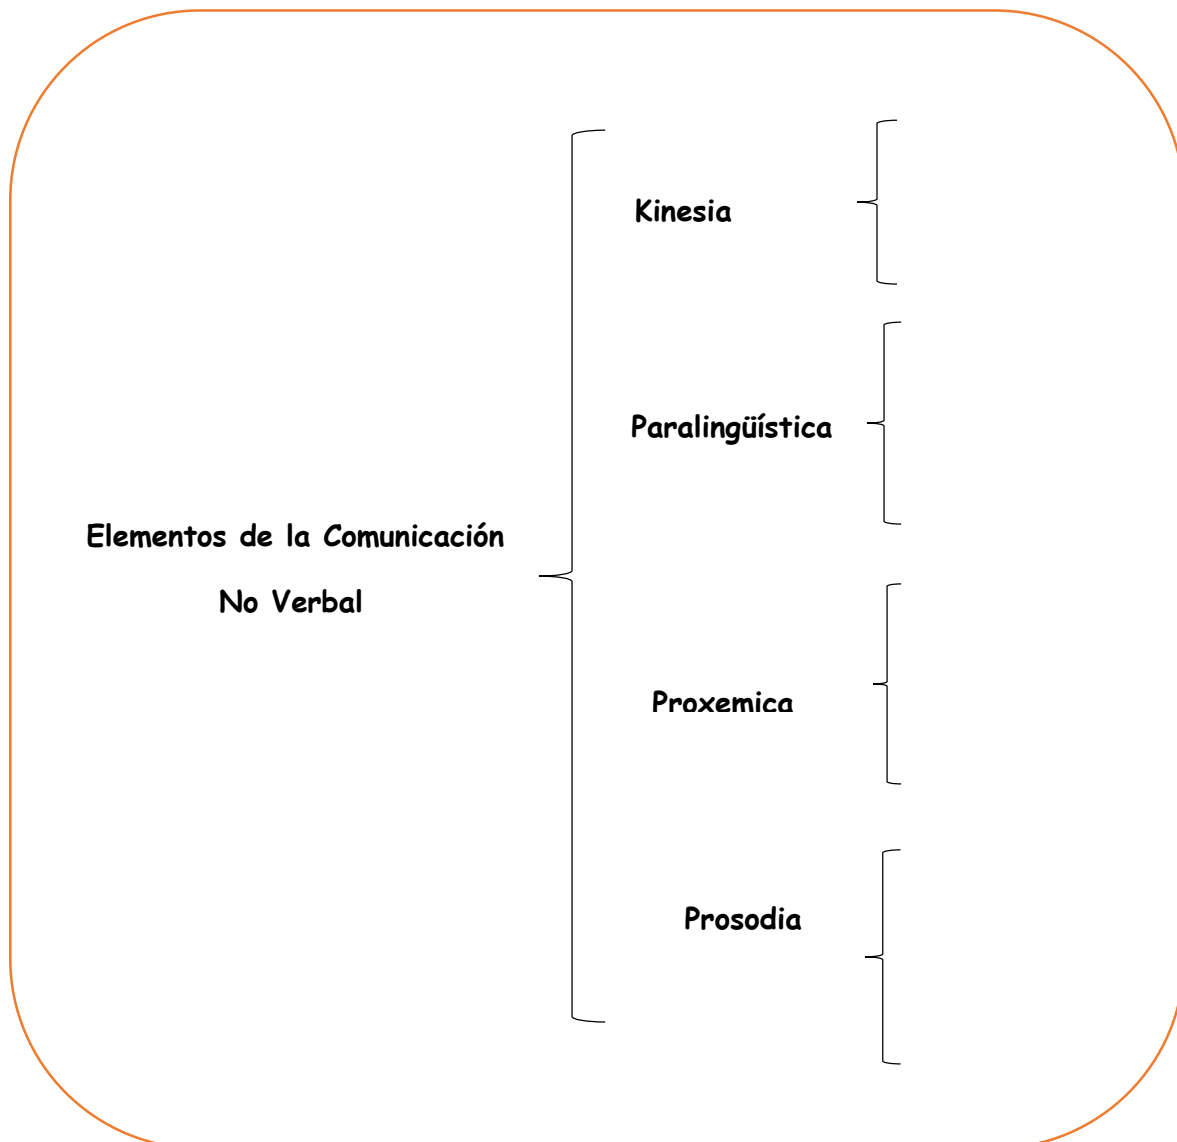 Kinesia
Paralingüística
Elementos de la Comunicación
No Verbal
Proxemica
Prosodia